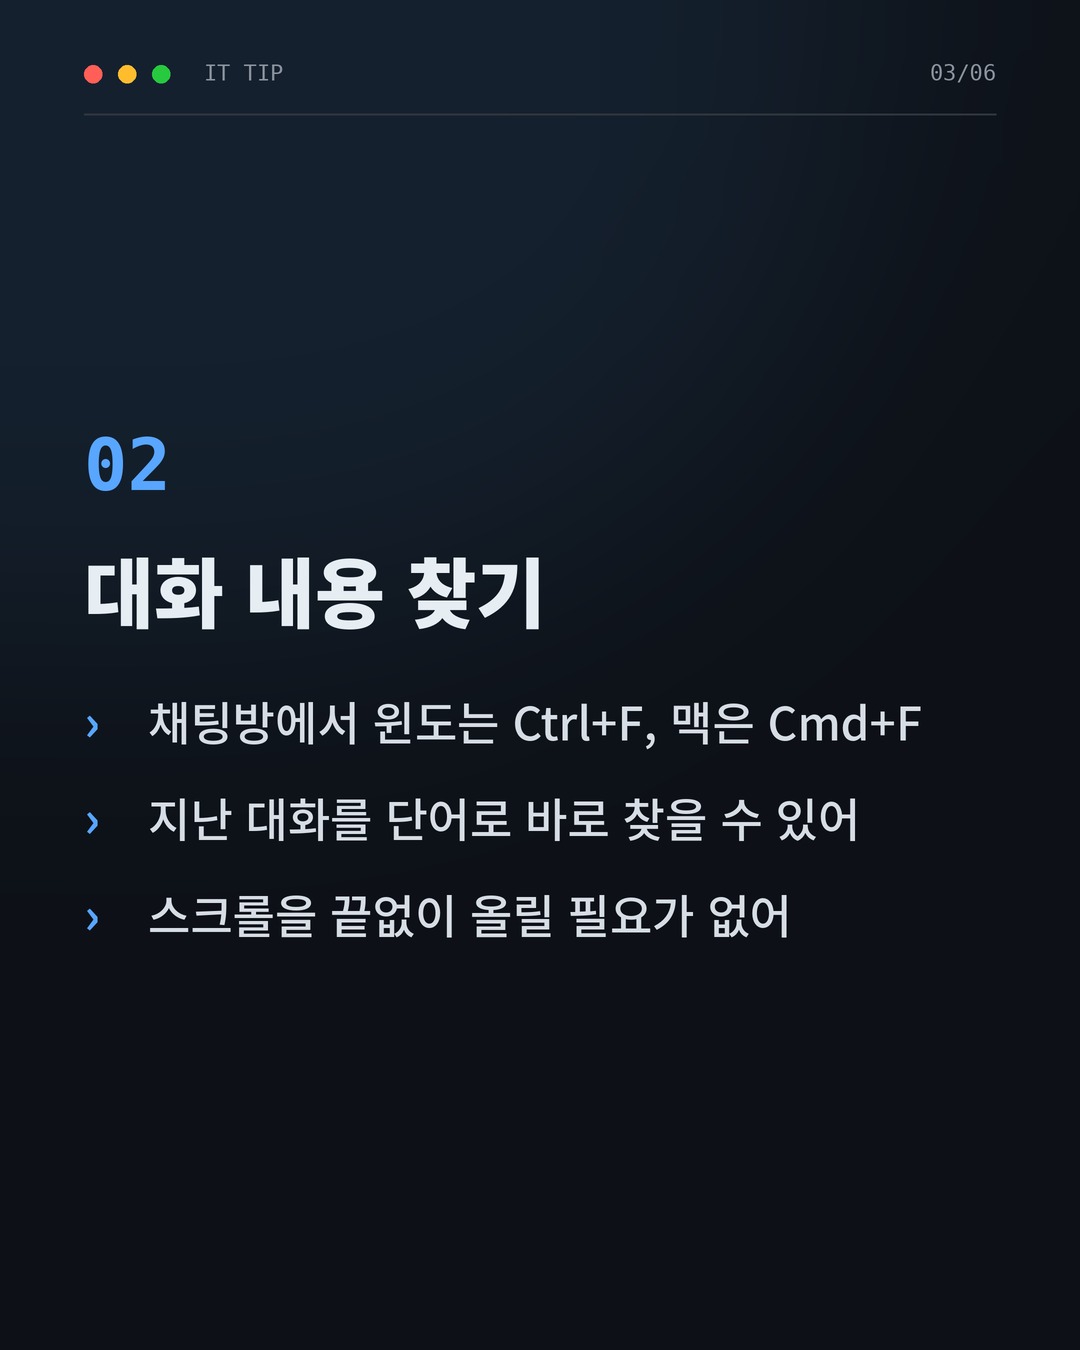 IT TIP
03/06
02
대화 내용 찾기
› 채팅방에서 윈도는 Ctrl+F, 맥은 Cmd+F
› 지난 대화를 단어로 바로 찾을 수 있어
› 스크롤을 끝없이 올릴 필요가 없어